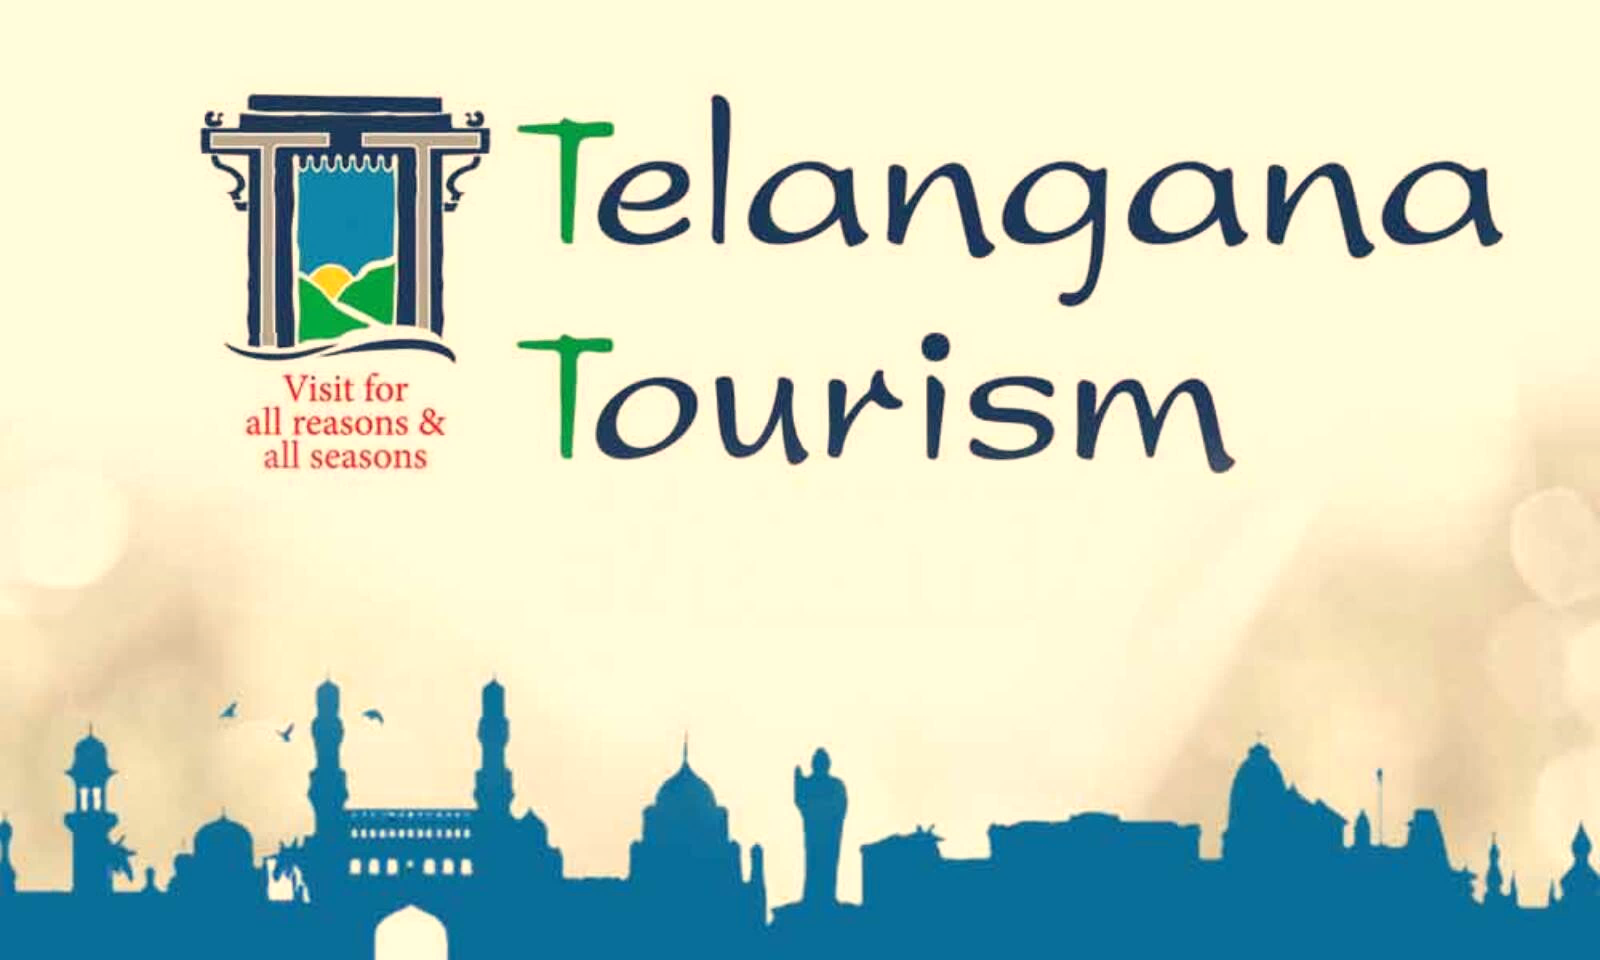 Telangana
Tourism
Visit for
all reasons &
all seasons